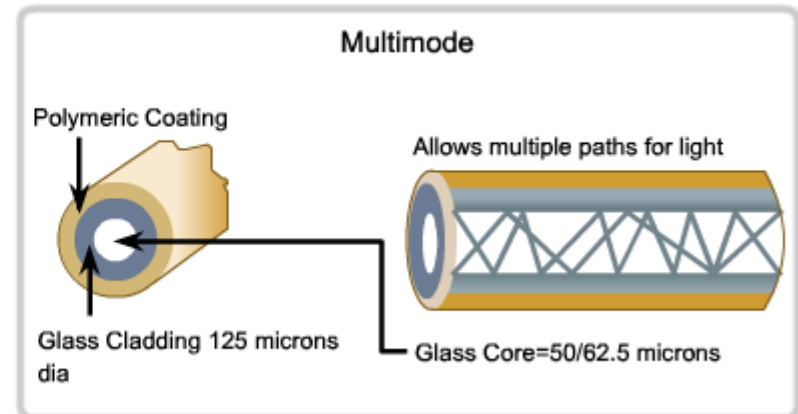 Multimode
Polymeric Coating
Allows multiple paths for light
Glass Cladding 125 microns
dia
Glass Core=50/62.5 microns